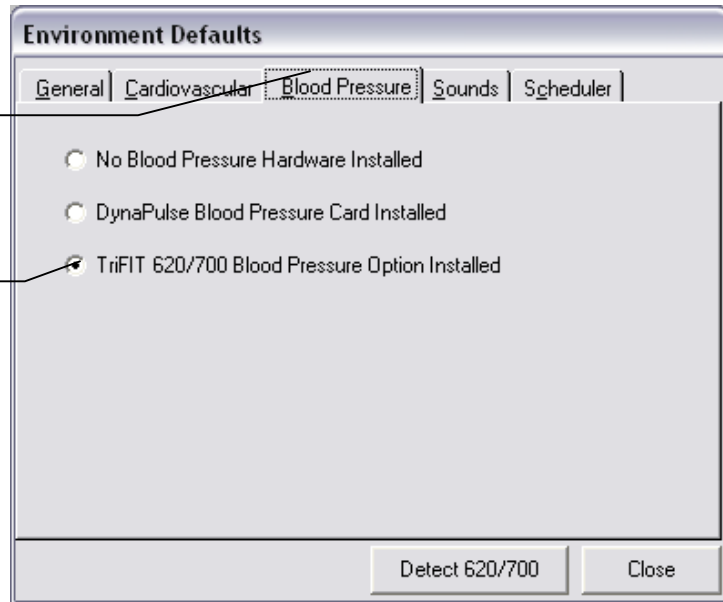 Environment Defaults
General Cardiovascular Blood Pressure Sounds Scheduler
No Blood Pressure Hardware Installed
DynaPulse Blood Pressure Card Installed
TriFIT 620/700 Blood Pressure Option Installed
Detect 620/700 Close